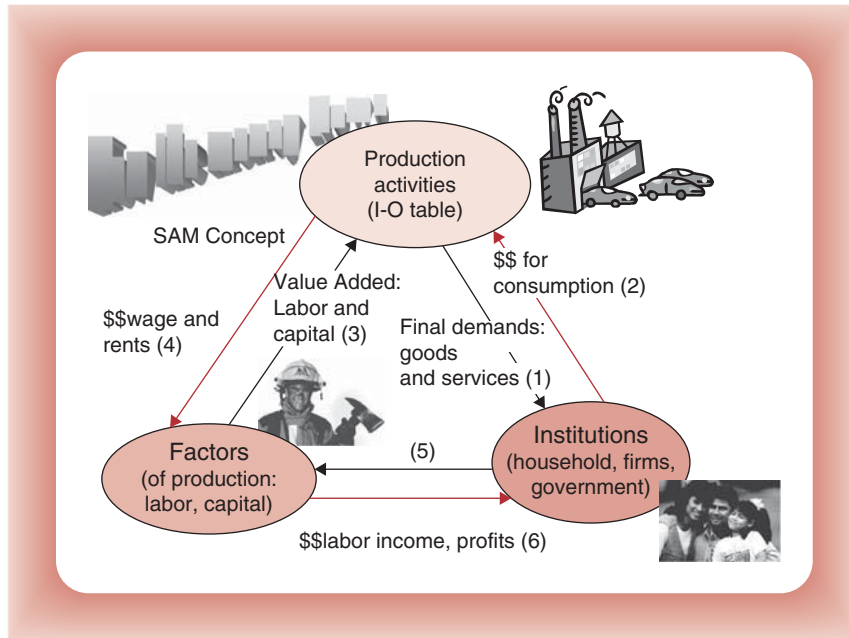 Production
activities
(I-O table)
SAM Concept
$$ for
consumption (2)
Value Added:
Labor and
capital (3)
$$wage and
rents (4)
Final demands:
goods
and services (1)
Factors
(of production:
labor, capital)
(5)
Institutions
(household, firms,
government)
$$labor income, profits (6)